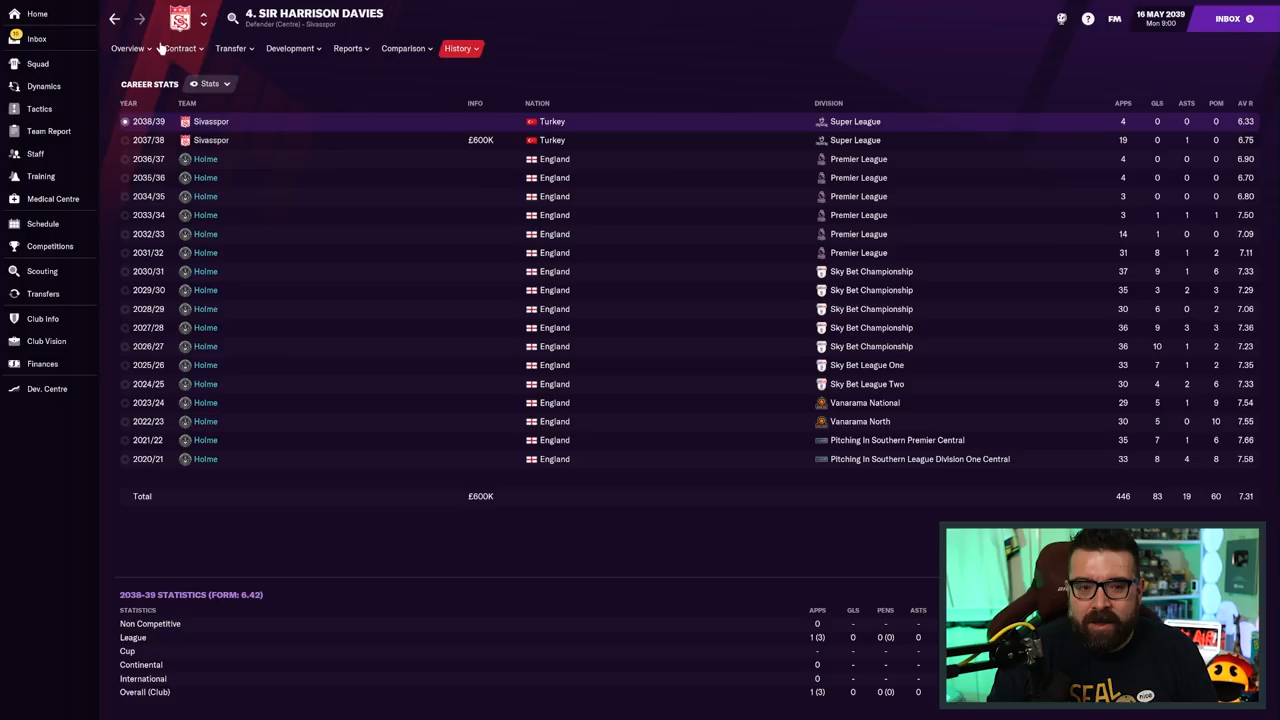 Home
Inbox
10
Squad
Dynamics
Tactics
Team Report
Staff
Training
Medical Centre
Schedule
Competitions
Scouting
Transfers
Club Info
Club Vision
Finances
Dev. Centre
4. SIR HARRISON DAVIES
Defender (Centre) - Sivasspor
? FM 16 MAY 2039 Mon 9:00 INBOX
Overview Contract Transfer Development Reports Comparison History
CAREER STATS Stats
YEAR TEAM INFO NATION DIVISION APPS GLS ASTS POM AV R
2038/39 Sivasspor Turkey Super League 4 0 0 0 6.33
2037/38 Sivasspor £600K Turkey Super League 19 0 1 0 6.75
2036/37 Holme England Premier League 4 0 0 0 6.90
2035/36 Holme England Premier League 4 0 0 0 6.70
2034/35 Holme England Premier League 3 0 0 0 6.80
2033/34 Holme England Premier League 3 1 1 1 7.50
2032/33 Holme England Premier League 14 1 0 0 7.09
2031/32 Holme England Premier League 31 8 1 2 7.11
2030/31 Holme England Sky Bet Championship 37 9 1 6 7.33
2029/30 Holme England Sky Bet Championship 35 3 2 3 7.29
2028/29 Holme England Sky Bet Championship 30 6 0 2 7.06
2027/28 Holme England Sky Bet Championship 36 9 3 3 7.36
2026/27 Holme England Sky Bet Championship 36 10 1 2 7.23
2025/26 Holme England Sky Bet League One 33 7 1 2 7.35
2024/25 Holme England Sky Bet League Two 30 4 2 6 7.33
2023/24 Holme England Vanarama National 29 5 1 9 7.54
2022/23 Holme England Vanarama North 30 5 0 10 7.55
2021/22 Holme England Pitching In Southern Premier Central 35 7 1 6 7.66
2020/21 Holme England Pitching In Southern League Division One Central 33 8 4 8 7.58
Total £600K 446 83 19 60 7.31
2038-39 STATISTICS (FORM: 6.42)
STATISTICS APPS GLS PENS ASTS
Non Competitive 0 - - -
League 1 (3) 0 0 (0) 0
Cup - - - -
Continental 0 - - -
International 0 - - -
Overall (Club) 1 (3) 0 0 (0) 0
SEAL
nice